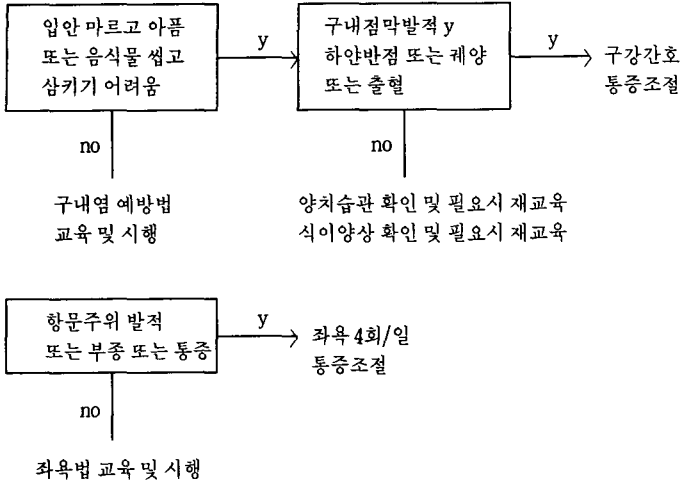 입안 마르고 아픔
또는 음식물 씹고
삼키기 어려움
y
구내점막발적 y
하얀반점 또는 궤양
또는 출혈
y
구강간호
통증조절
no
no
구내염 예방법
교육 및 시행
양치습관 확인 및 필요시 재교육
식이양상 확인 및 필요시 재교육
항문주위 발적
또는 부종 또는 통증
y
좌욕 4회/일
통증조절
no
좌욕법 교육 및 시행